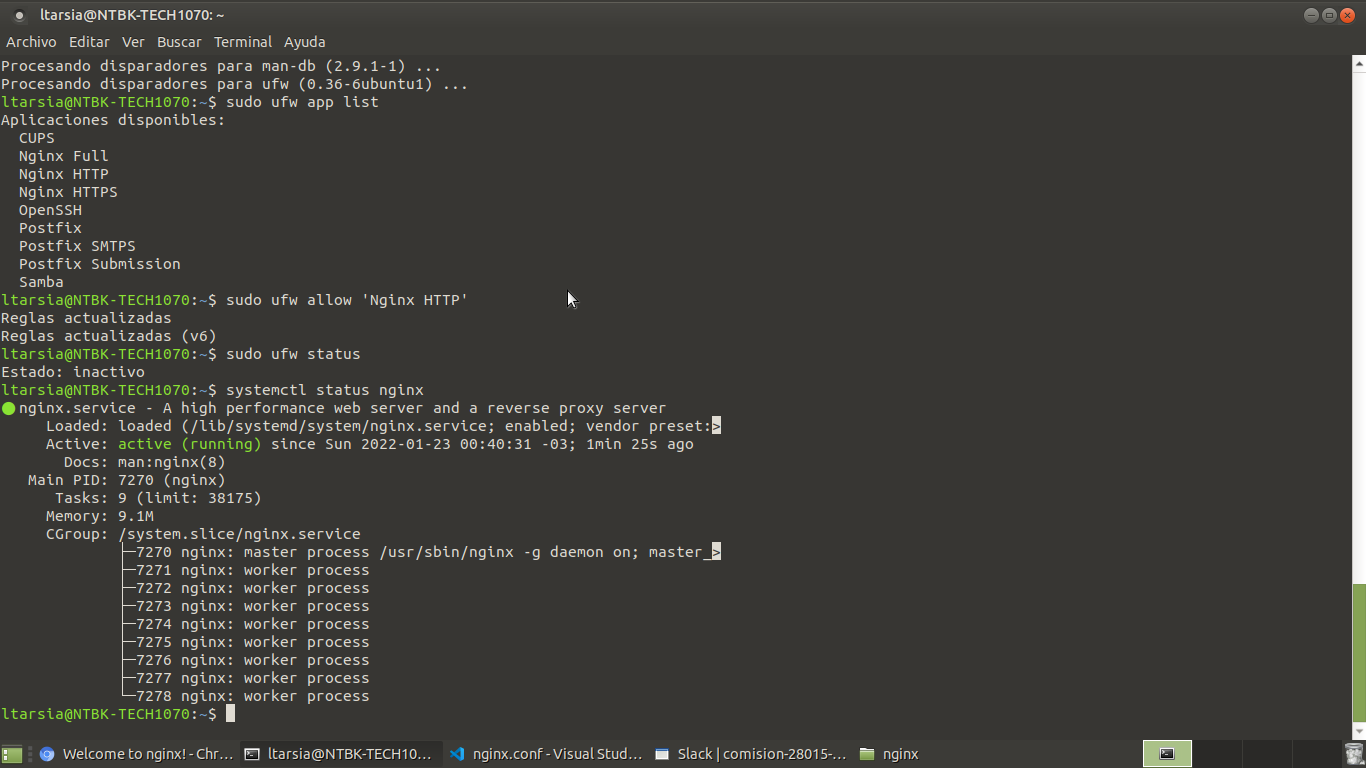 ltarsia@NTBK-TECH1070: ~
Archivo Editar Ver Buscar Terminal Ayuda
Procesando disparadores para man-db (2.9.1-1) ...
Procesando disparadores para ufw (0.36-6ubuntu1) ...
ltarsia@NTBK-TECH1070:~$ sudo ufw app list
Aplicaciones disponibles:
  CUPS
  Nginx Full
  Nginx HTTP
  Nginx HTTPS
  OpenSSH
  Postfix
  Postfix SMTPS
  Postfix Submission
  Samba
ltarsia@NTBK-TECH1070:~$ sudo ufw allow 'Nginx HTTP'
Reglas actualizadas
Reglas actualizadas (v6)
ltarsia@NTBK-TECH1070:~$ sudo ufw status
Estado: inactivo
ltarsia@NTBK-TECH1070:~$ systemctl status nginx
● nginx.service - A high performance web server and a reverse proxy server
     Loaded: loaded (/lib/systemd/system/nginx.service; enabled; vendor preset:>
     Active: active (running) since Sun 2022-01-23 00:40:31 -03; 1min 25s ago
       Docs: man:nginx(8)
   Main PID: 7270 (nginx)
      Tasks: 9 (limit: 38175)
     Memory: 9.1M
     CGroup: /system.slice/nginx.service
             ├─7270 nginx: master process /usr/sbin/nginx -g daemon on; master_>
             ├─7271 nginx: worker process
             ├─7272 nginx: worker process
             ├─7273 nginx: worker process
             ├─7274 nginx: worker process
             ├─7275 nginx: worker process
             ├─7276 nginx: worker process
             ├─7277 nginx: worker process
             └─7278 nginx: worker process
ltarsia@NTBK-TECH1070:~$
Welcome to nginx! - Chr... ltarsia@NTBK-TECH10... nginx.conf - Visual Stud... Slack | comision-28015-... nginx